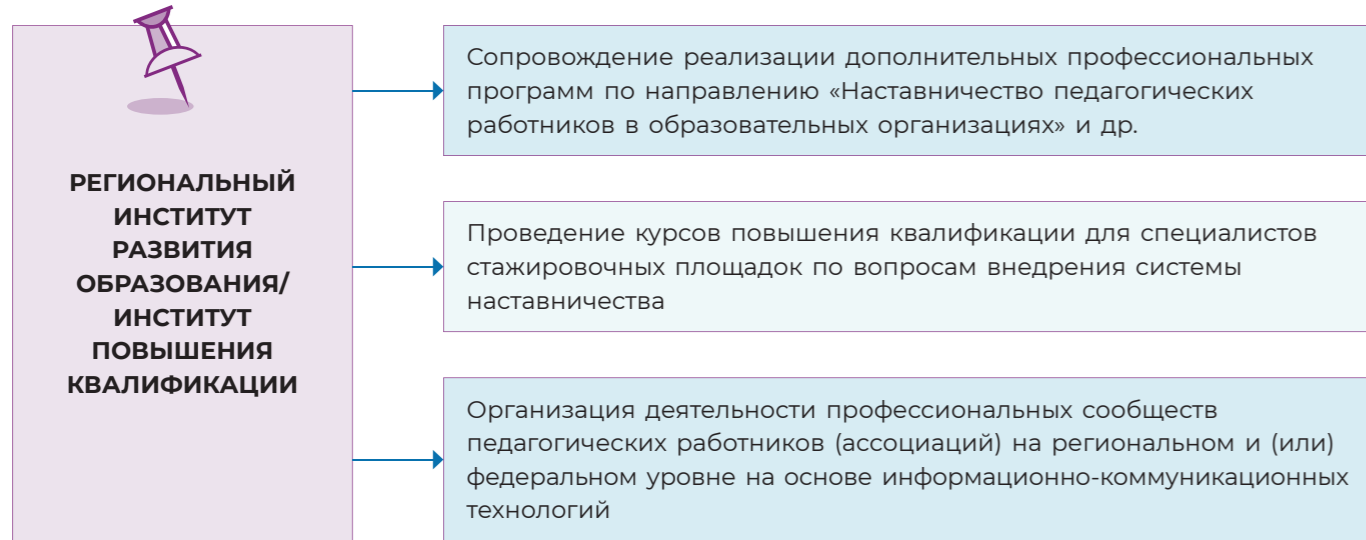 РЕГИОНАЛЬНЫЙ
ИНСТИТУТ
РАЗВИТИЯ
ОБРАЗОВАНИЯ/
ИНСТИТУТ
ПОВЫШЕНИЯ
КВАЛИФИКАЦИИ
Сопровождение реализации дополнительных профессиональных
программ по направлению «Наставничество педагогических
работников в образовательных организациях» и др.
Проведение курсов повышения квалификации для специалистов
стажировочных площадок по вопросам внедрения системы
наставничества
Организация деятельности профессиональных сообществ
педагогических работников (ассоциаций) на региональном и (или)
федеральном уровне на основе информационно-коммуникационных
технологий